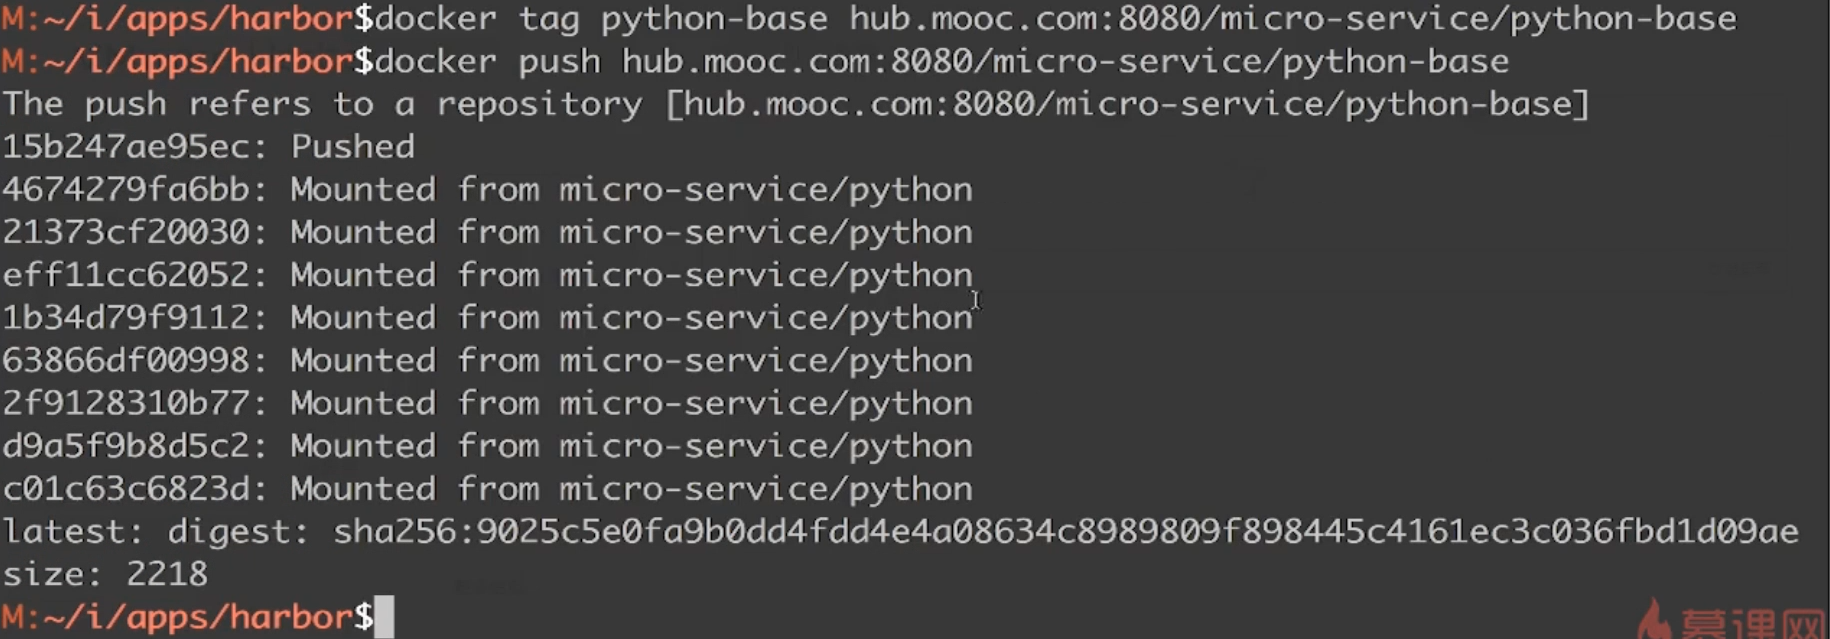 M:~/i/apps/harbor$docker tag python-base hub.mooc.com:8080/micro-service/python-base
M:~/i/apps/harbor$docker push hub.mooc.com:8080/micro-service/python-base
The push refers to a repository [hub.mooc.com:8080/micro-service/python-base]
15b247ae95ec: Pushed
4674279fa6bb: Mounted from micro-service/python
21373cf20030: Mounted from micro-service/python
eff11cc62052: Mounted from micro-service/python
1b34d79f9112: Mounted from micro-service/python
63866df00998: Mounted from micro-service/python
2f9128310b77: Mounted from micro-service/python
d9a5f9b8d5c2: Mounted from micro-service/python
c01c63c6823d: Mounted from micro-service/python
latest: digest: sha256:9025c5e0fa9b0dd4fdd4e4a08634c8989809f898445c4161ec3c036fbd1d09ae
size: 2218
M:~/i/apps/harbor$
慕课网